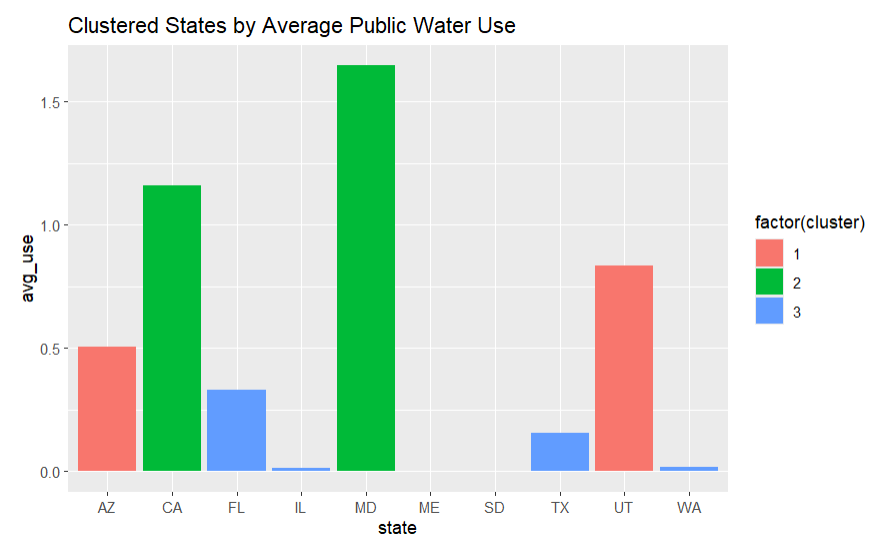 Clustered States by Average Public Water Use
avg_use
1.5
1.0
0.5
0.0
AZ CA FL IL MD ME SD TX UT WA
state
factor(cluster)
1
2
3